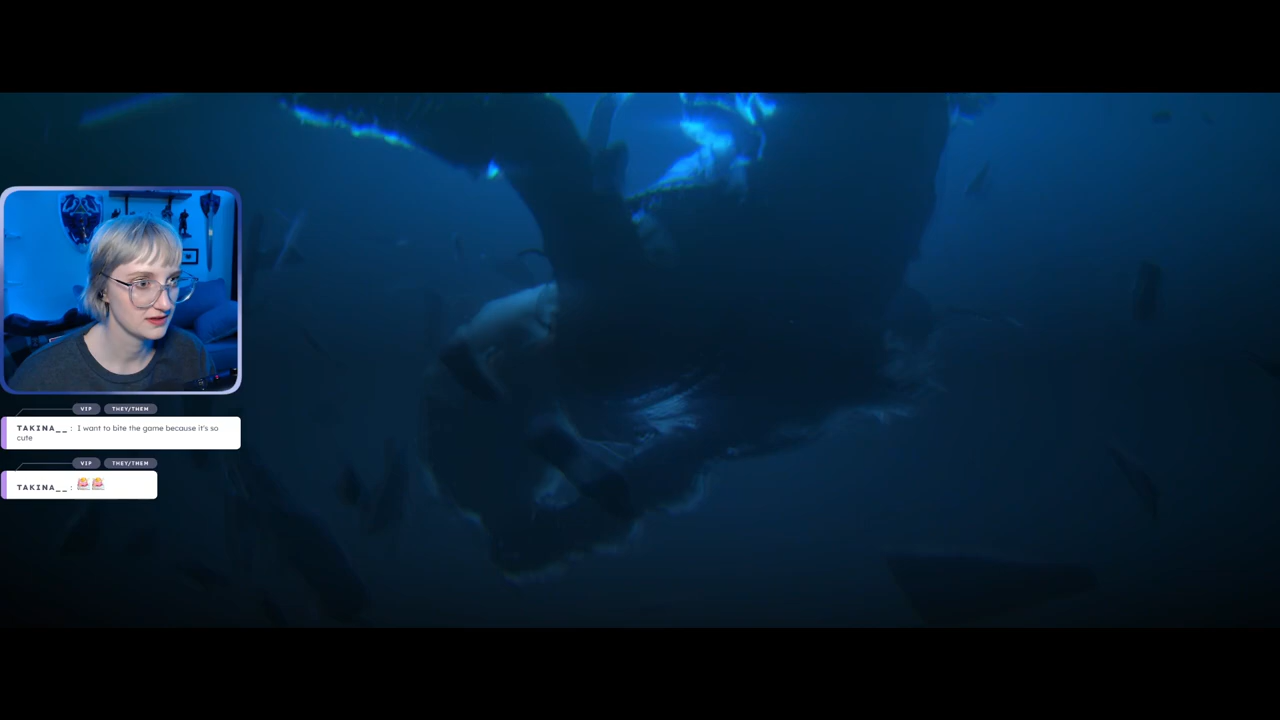 VIP THEY/THEM
TAKINA__ : I want to bite the game because it's so
cute
VIP THEY/THEM
TAKINA__ :